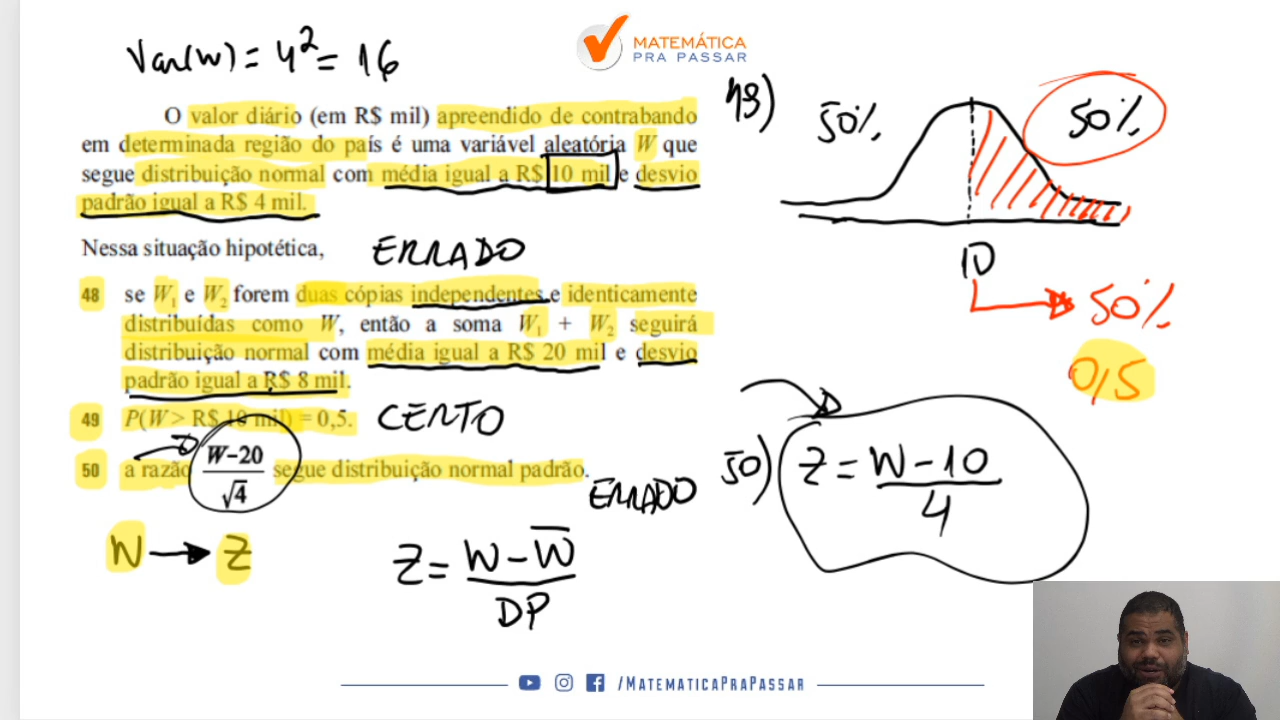 Var(W) = 4² = 16
MATEMÁTICA
PRA PASSAR
O valor diário (em R$ mil) apreendido de contrabando
em determinada região do país é uma variável aleatória W que
segue distribuição normal com média igual a R$ 10 mil e desvio
padrão igual a R$ 4 mil.
Nessa situação hipotética,
ERRADO
48 se W₁ e W₂ forem duas cópias independentes e identicamente
distribuídas como W, então a soma W₁ + W₂ seguirá
distribuição normal com média igual a R$ 20 mil e desvio
padrão igual a R$ 8 mil.
49 P(W > R$ 10 mil) = 0,5. CERTO
50 a razão W−20 / √4 segue distribuição normal padrão.
ERRADO
W → Z
Z = W − W̅ / DP
49)
50%
50%
10
50%
0,5
50) Z = W − 10 / 4
/MATEMATICAPRAPASSAR